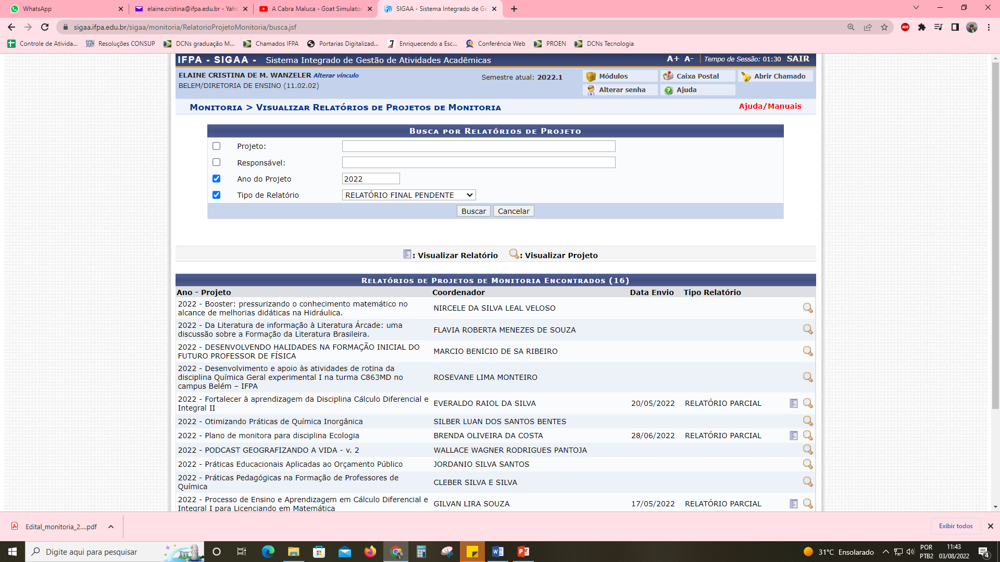 WhatsApp
elaine.cristina@ifpa.edu.br - Yaho
A Cabra Maluca - Goat Simulator
SIGAA - Sistema Integrado de Ge
sigaa.ifpa.edu.br/sigaa/monitoria/RelatorioProjetoMonitoria/busca.jsf
ADS
Controle de Ativida...
Resoluções CONSUP
DCNs graduação M...
Chamados IFPA
Portarias Digitalizad...
Enriquecendo a Esc...
Conferência Web
PROEN
DCNs Tecnologia
IFPA - SIGAA - Sistema Integrado de Gestão de Atividades Acadêmicas
A+ A- Tempo de Sessão: 01:30 SAIR
ELAINE CRISTINA DE M. WANZELER Alterar vínculo
Semestre atual: 2022.1
Módulos
Caixa Postal
Abrir Chamado
BELEM/DIRETORIA DE ENSINO (11.02.02)
Alterar senha
Ajuda
Monitoria > Visualizar Relatórios de Projetos de Monitoria
Ajuda/Manuais
Busca por Relatórios de Projeto
Projeto:
Responsável:
Ano do Projeto 2022
Tipo de Relatório RELATÓRIO FINAL PENDENTE
Buscar Cancelar
: Visualizar Relatório : Visualizar Projeto
Relatórios de Projetos de Monitoria Encontrados (16)
Ano - Projeto Coordenador Data Envio Tipo Relatório
2022 - Booster: pressurizando o conhecimento matemático no
alcance de melhorias didáticas na Hidráulica.
NIRCELE DA SILVA LEAL VELOSO
2022 - Da Literatura de informação à Literatura Árcade: uma
discussão sobre a Formação da Literatura Brasileira.
FLAVIA ROBERTA MENEZES DE SOUZA
2022 - DESENVOLVENDO HALIDADES NA FORMAÇÃO INICIAL DO
FUTURO PROFESSOR DE FÍSICA
MARCIO BENICIO DE SA RIBEIRO
2022 - Desenvolvimento e apoio às atividades de rotina da
disciplina Química Geral experimental I na turma C863MD no
campus Belém – IFPA
ROSEVANE LIMA MONTEIRO
2022 - Fortalecer à aprendizagem da Disciplina Cálculo Diferencial e
Integral II
EVERALDO RAIOL DA SILVA 20/05/2022 RELATÓRIO PARCIAL
2022 - Otimizando Práticas de Química Inorgânica SILBER LUAN DOS SANTOS BENTES
2022 - Plano de monitora para disciplina Ecologia BRENDA OLIVEIRA DA COSTA 28/06/2022 RELATÓRIO PARCIAL
2022 - PODCAST GEOGRAFIZANDO A VIDA - v. 2 WALLACE WAGNER RODRIGUES PANTOJA
2022 - Práticas Educacionais Aplicadas ao Orçamento Público JORDANIO SILVA SANTOS
2022 - Práticas Pedagógicas na Formação de Professores de
Química
CLEBER SILVA E SILVA
2022 - Processo de Ensino e Aprendizagem em Cálculo Diferencial e
Integral I para Licenciando em Matemática
GILVAN LIRA SOUZA 17/05/2022 RELATÓRIO PARCIAL
Edital_monitoria_2....pdf
Exibir todos
Digite aqui para pesquisar
31°C Ensolarado
POR
PTB2
11:43
03/08/2022
4